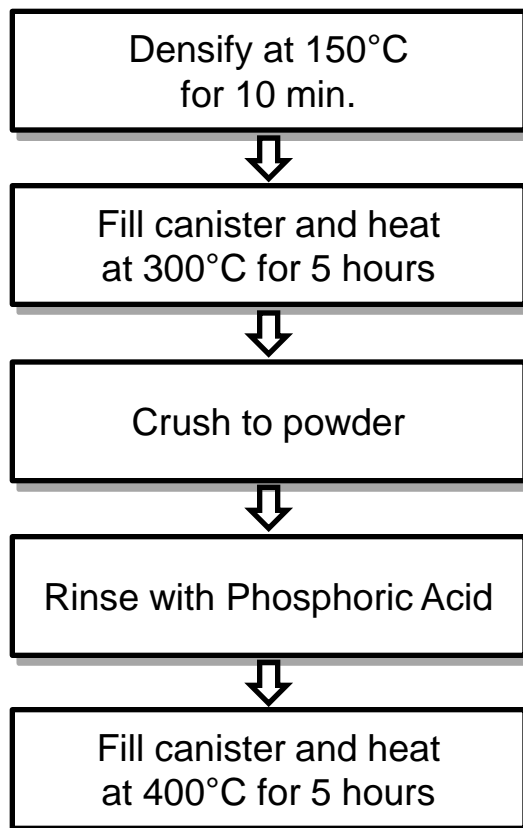 Densify at 150°C
for 10 min.
Fill canister and heat
at 300°C for 5 hours
Crush to powder
Rinse with Phosphoric Acid
Fill canister and heat
at 400°C for 5 hours